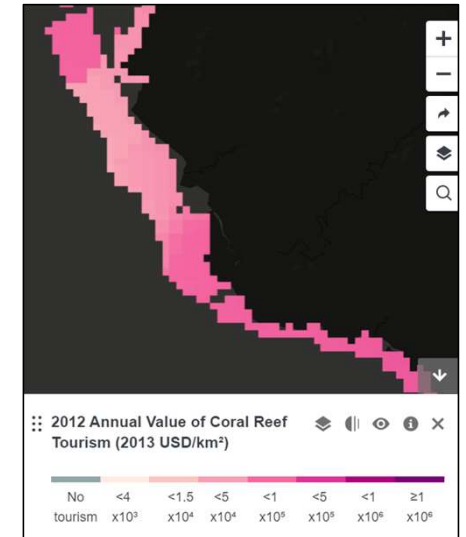 2012 Annual Value of Coral Reef
Tourism (2013 USD/km²)
No <4 <1.5 <5 <1 <5 <1 ≥1
tourism x10³ x10⁴ x10⁴ x10⁵ x10⁵ x10⁶ x10⁶